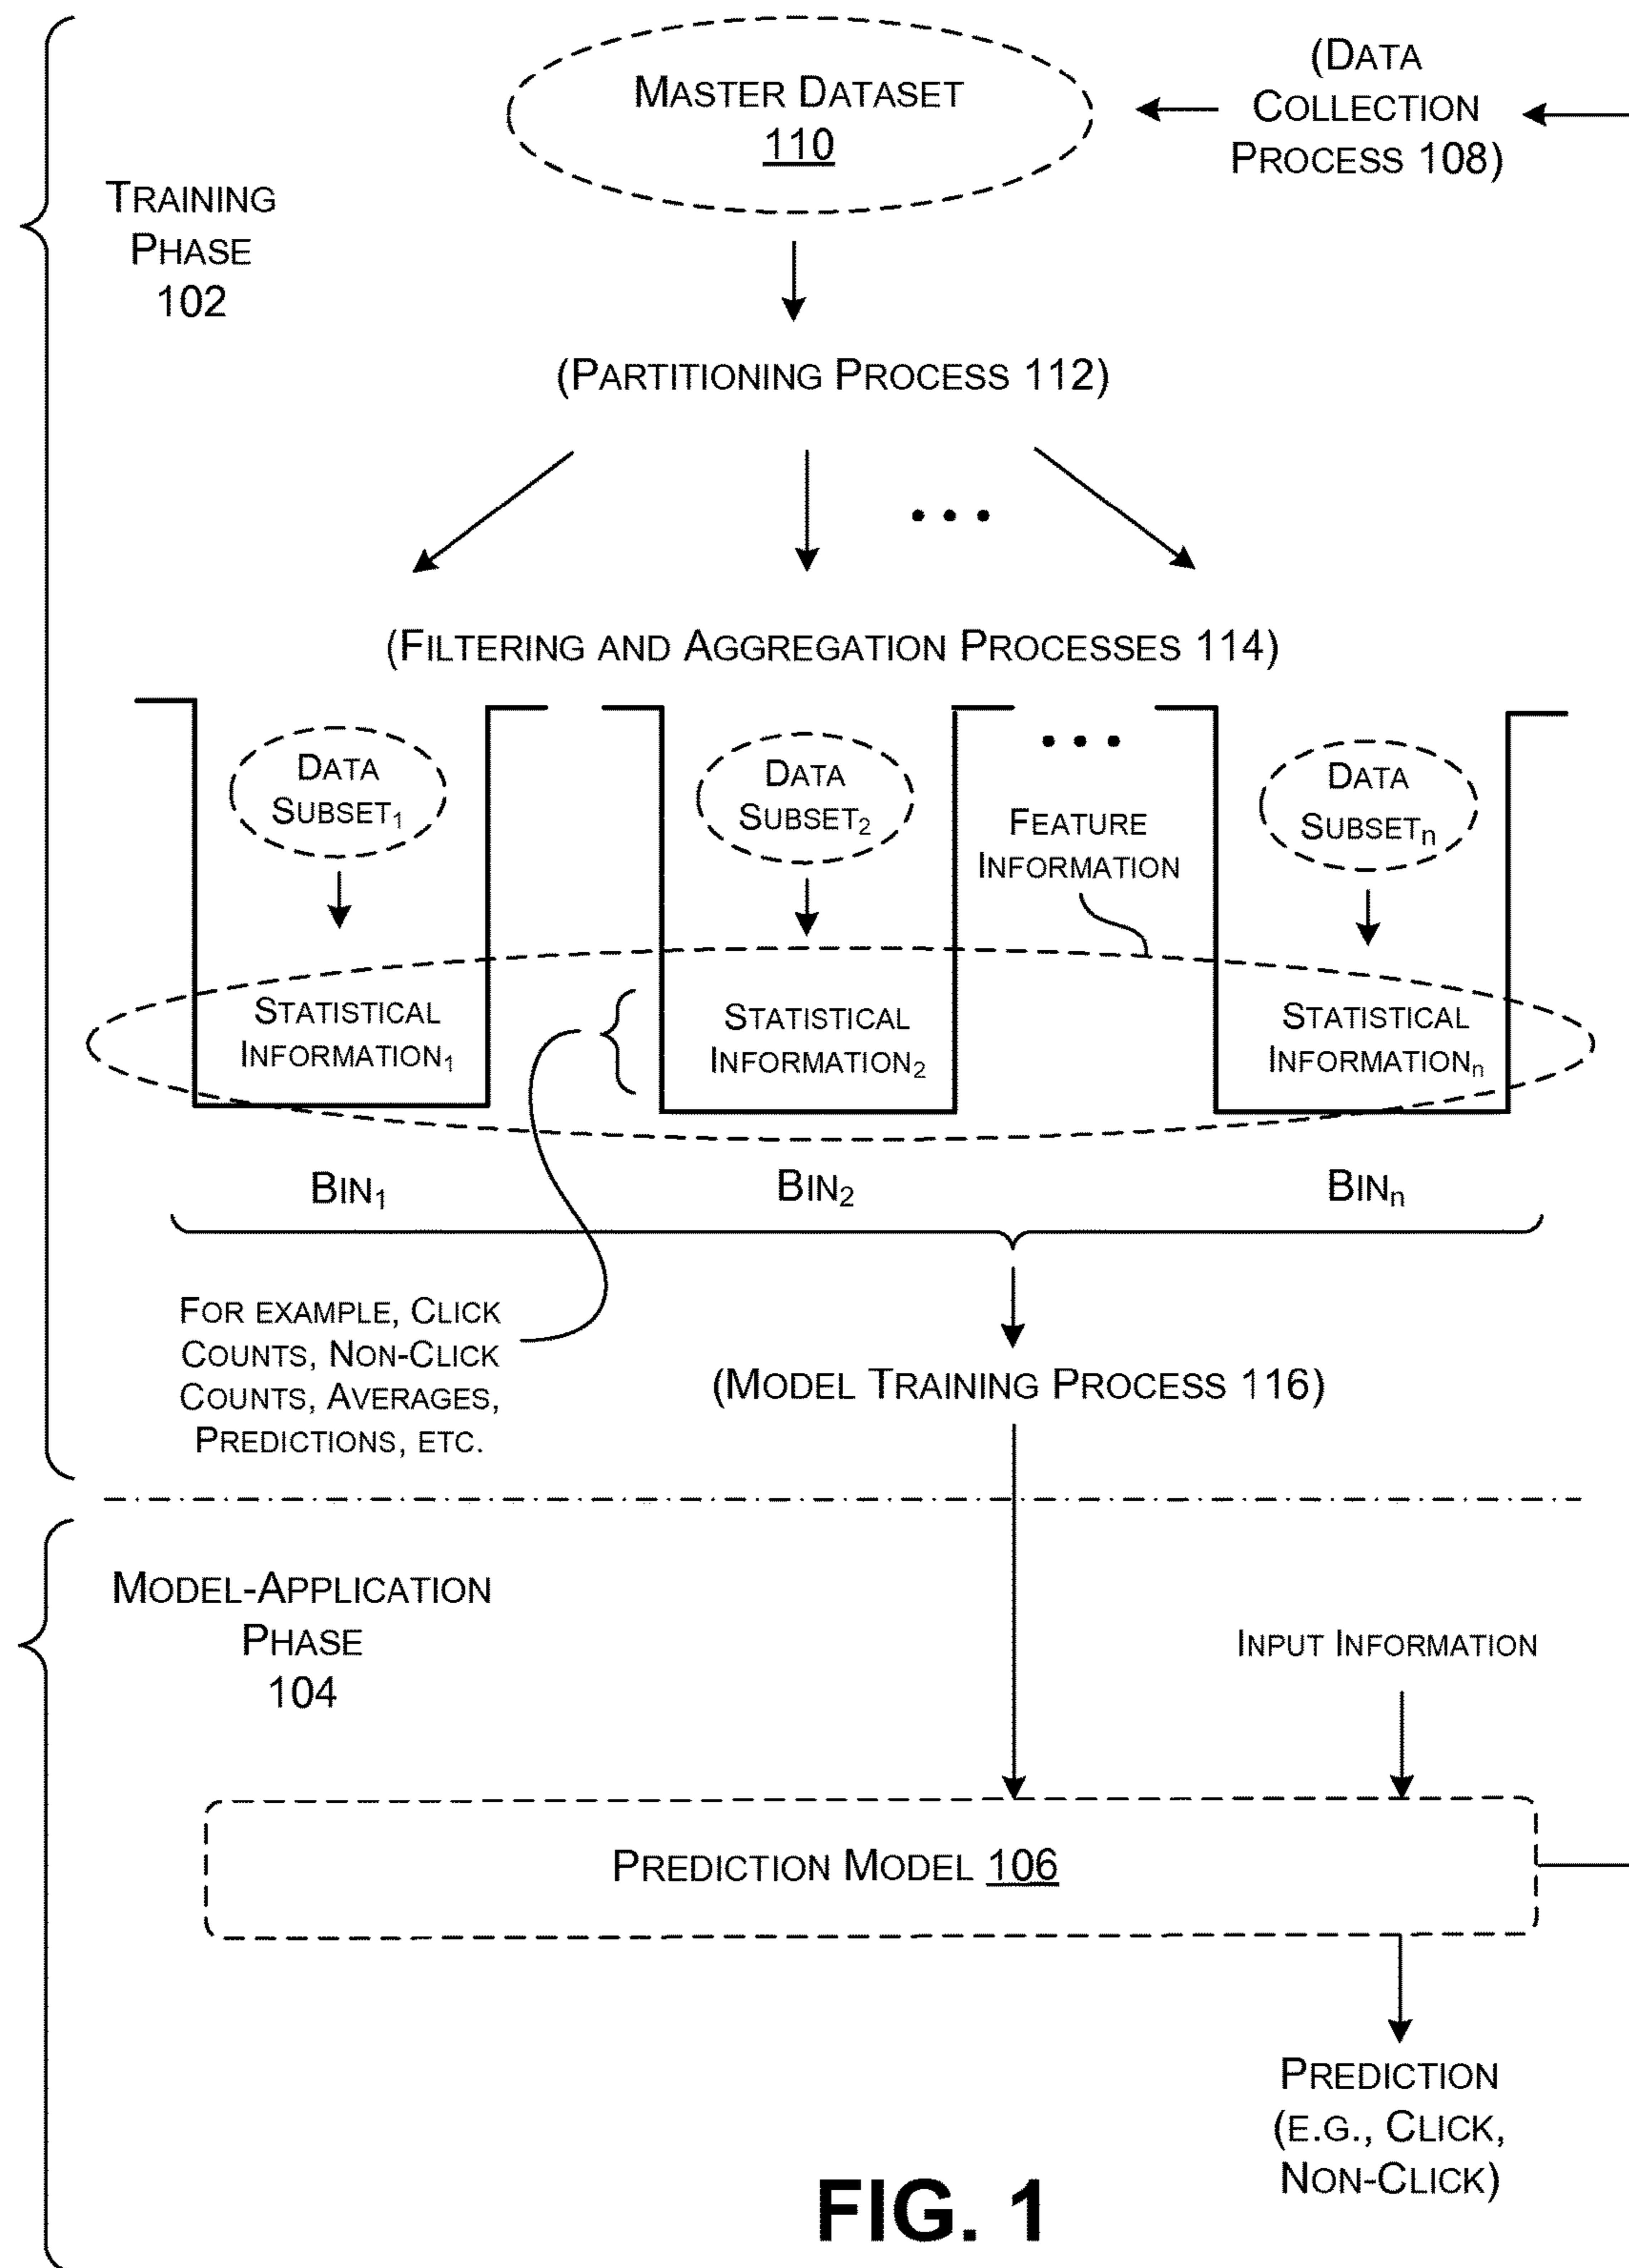 MASTER DATASET
110
(DATA
COLLECTION
PROCESS 108)
TRAINING
PHASE
102
(PARTITIONING PROCESS 112)
• • •
(FILTERING AND AGGREGATION PROCESSES 114)
• • •
DATA
SUBSET₁
DATA
SUBSET₂
DATA
SUBSETₙ
FEATURE
INFORMATION
STATISTICAL
INFORMATION₁
STATISTICAL
INFORMATION₂
STATISTICAL
INFORMATIONₙ
BIN₁
BIN₂
BINₙ
FOR EXAMPLE, CLICK
COUNTS, NON-CLICK
COUNTS, AVERAGES,
PREDICTIONS, ETC.
(MODEL TRAINING PROCESS 116)
MODEL-APPLICATION
PHASE
104
INPUT INFORMATION
PREDICTION MODEL 106
PREDICTION
(E.G., CLICK,
NON-CLICK)
FIG. 1